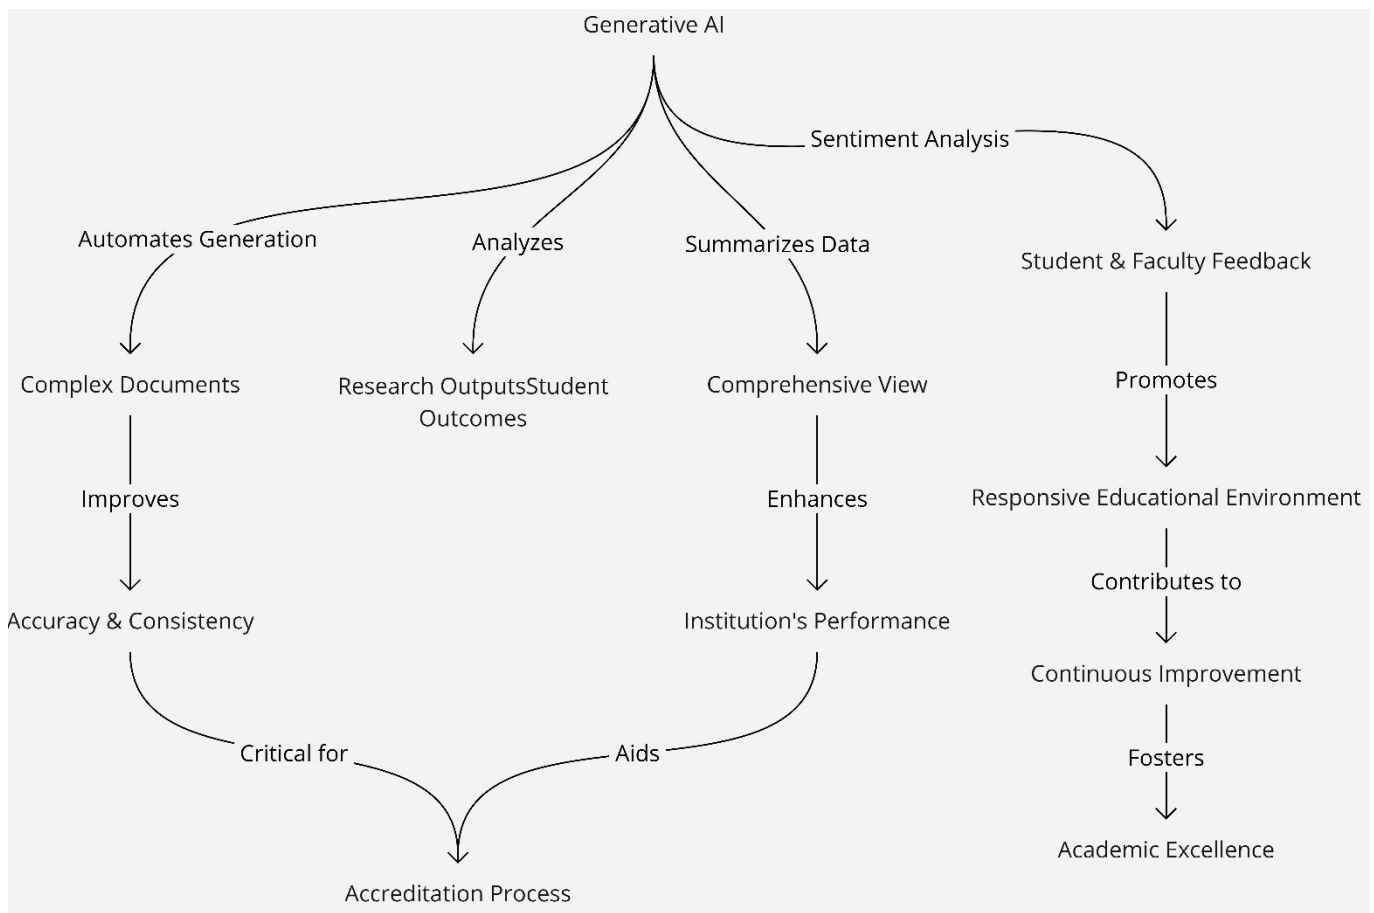 Generative AI
Sentiment Analysis
Automates Generation
Analyzes
Summarizes Data
Student & Faculty Feedback
Complex Documents
Research OutputsStudent
Outcomes
Comprehensive View
Promotes
Improves
Enhances
Responsive Educational Environment
Contributes to
Accuracy & Consistency
Institution's Performance
Continuous Improvement
Critical for
Aids
Fosters
Academic Excellence
Accreditation Process